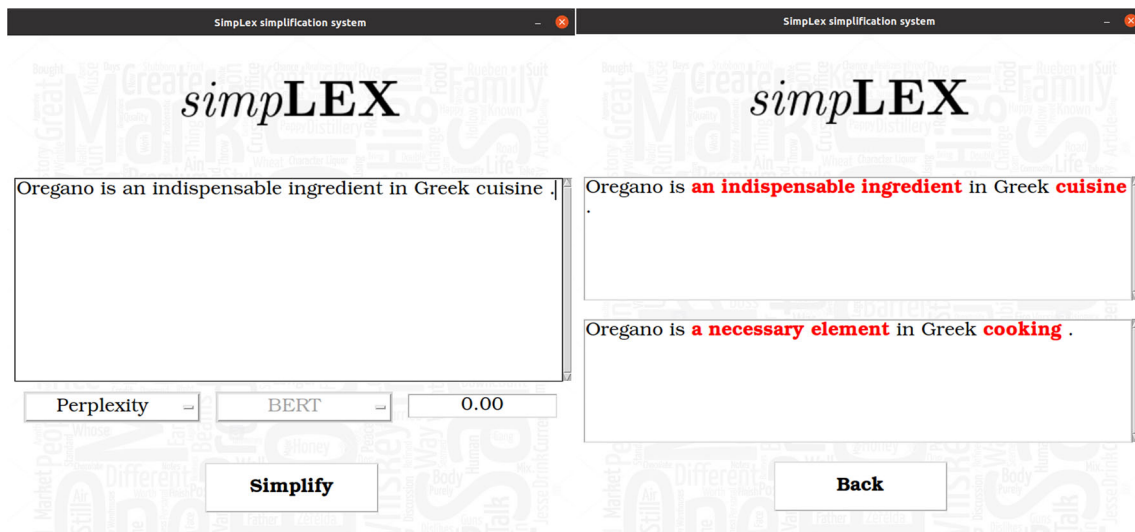 SimpLex simplification system
simpLEX
Oregano is an indispensable ingredient in Greek cuisine .
Perplexity
BERT
0.00
Simplify
SimpLex simplification system
simpLEX
Oregano is an indispensable ingredient in Greek cuisine
.
Oregano is a necessary element in Greek cooking .
Back